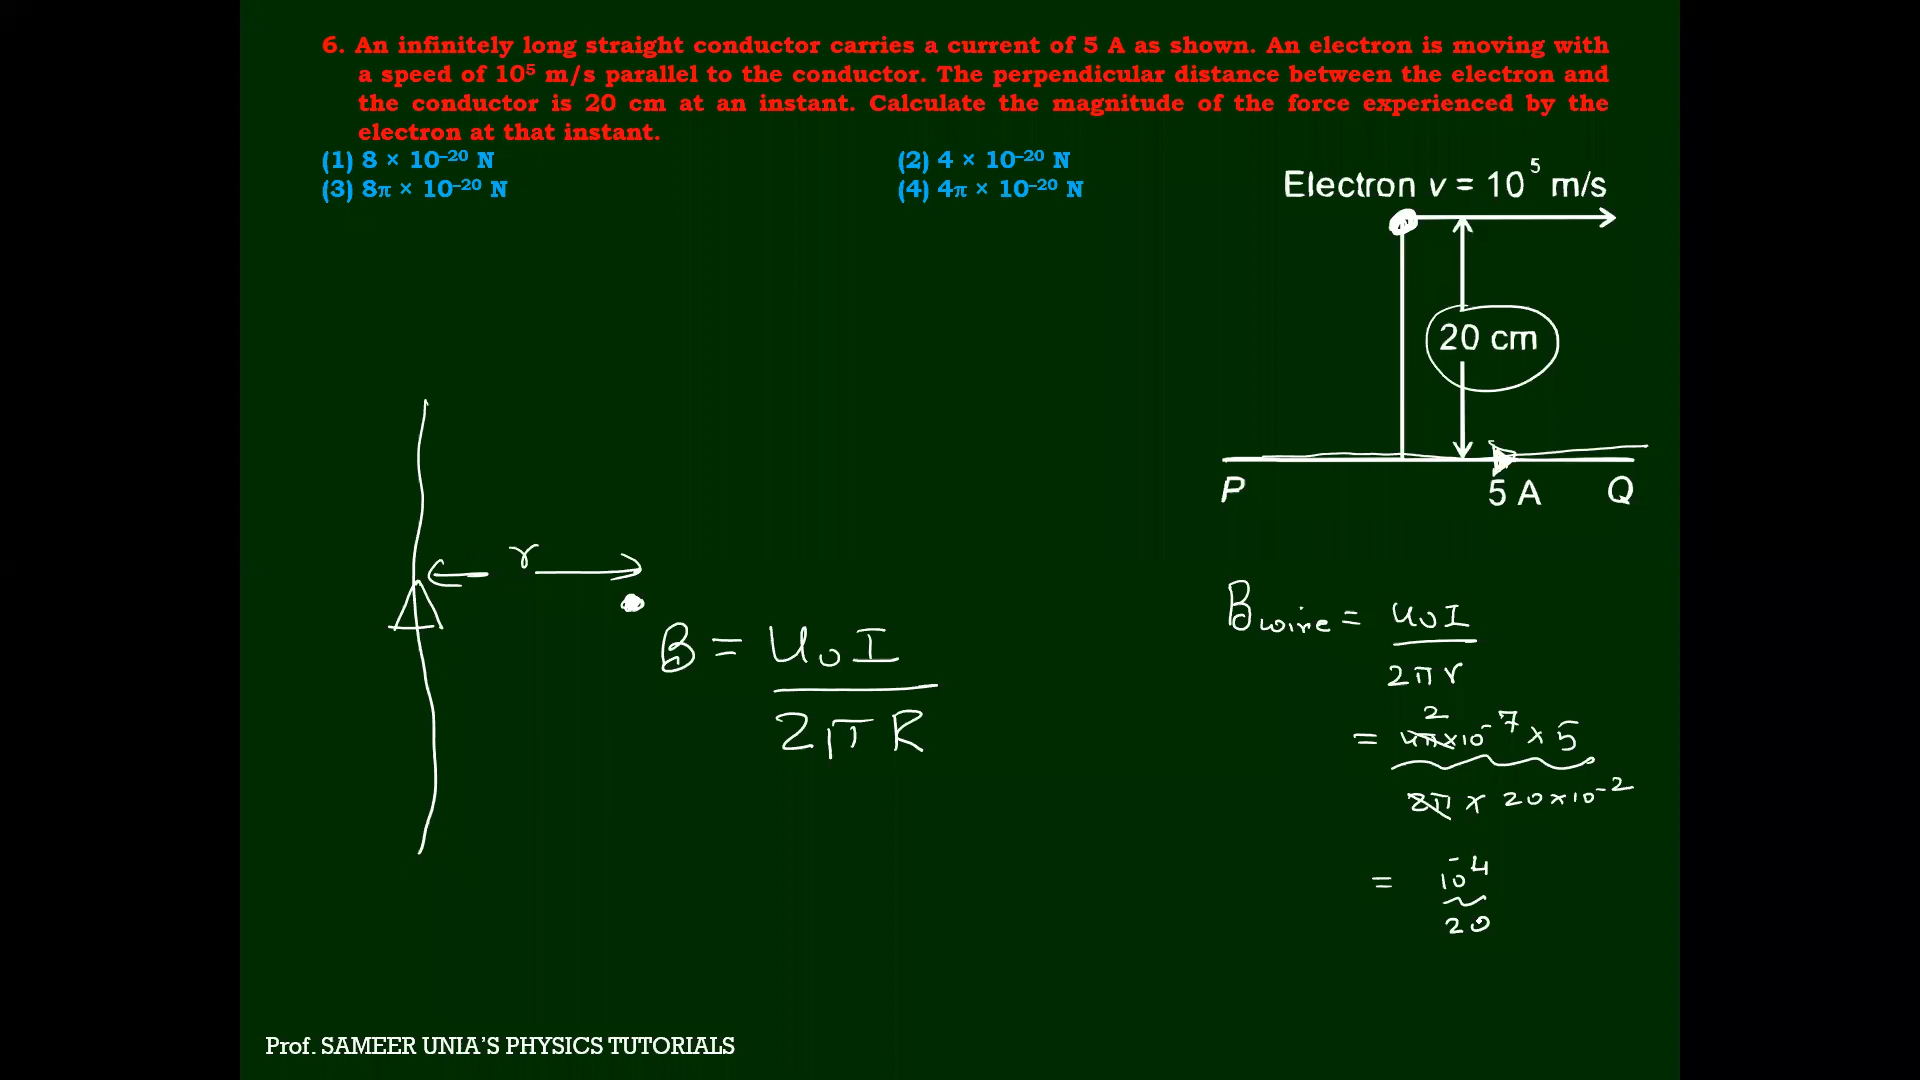 6. An infinitely long straight conductor carries a current of 5 A as shown. An electron is moving with
a speed of 10⁵ m/s parallel to the conductor. The perpendicular distance between the electron and
the conductor is 20 cm at an instant. Calculate the magnitude of the force experienced by the
electron at that instant.
(1) 8 × 10⁻²⁰ N (2) 4 × 10⁻²⁰ N
(3) 8π × 10⁻²⁰ N (4) 4π × 10⁻²⁰ N
Electron v = 10⁵ m/s
20 cm
P 5 A Q
r
B = u₀I
2πR
B wire = u₀I
2πr
2
= 4π×10⁻⁷ × 5
2π × 20×10⁻²
= 10⁻⁴
20
Prof. SAMEER UNIA’S PHYSICS TUTORIALS